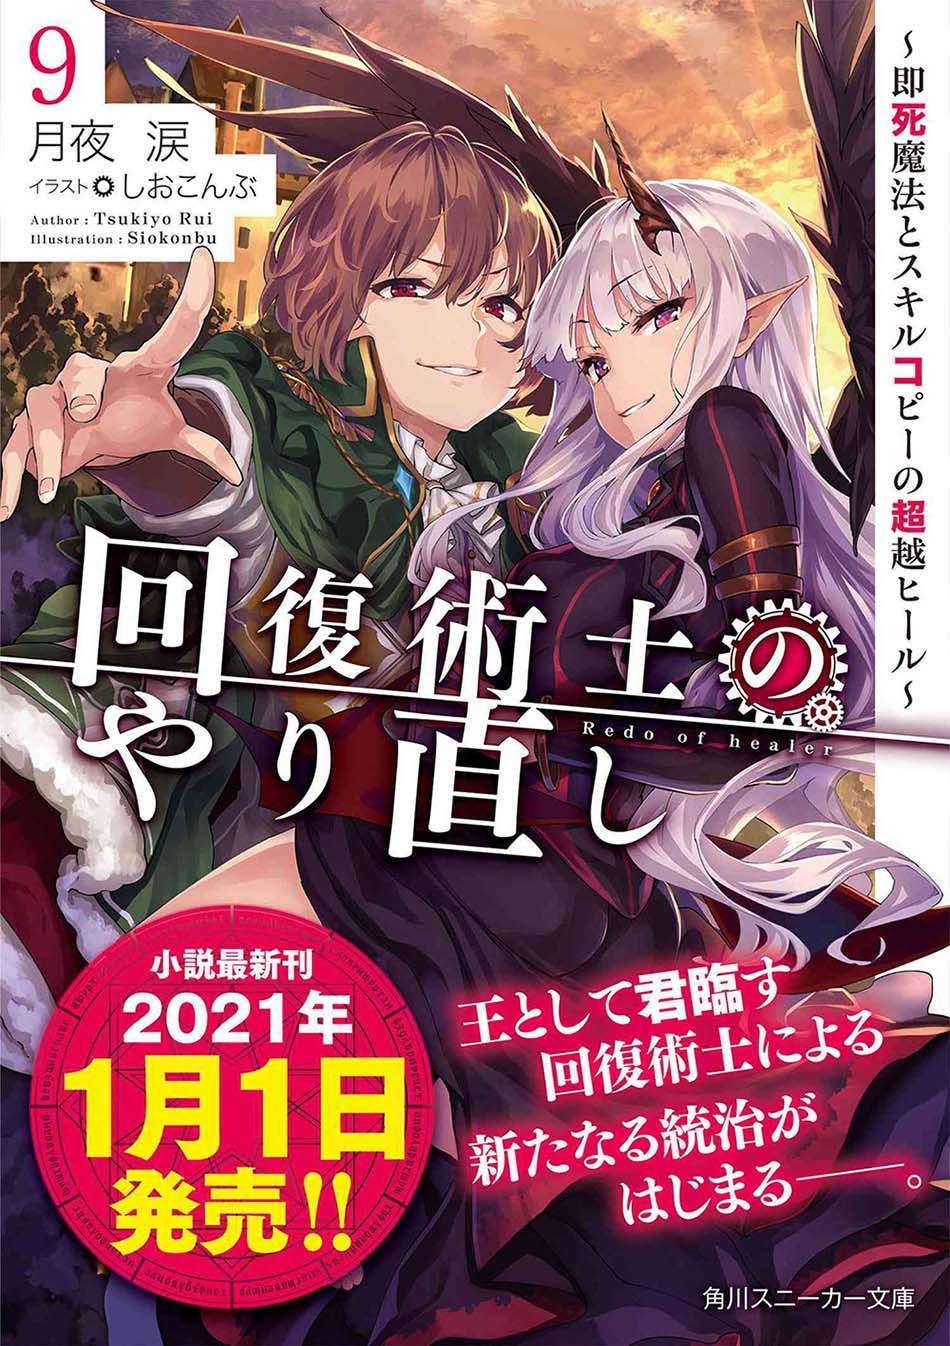 9
月夜 涙
イラスト しおこんぶ
Author : Tsukiyo Rui
Illustration : Siokonbu
～即死魔法とスキルコピーの超越ヒール～
回復術士の
やり直し
Redo of healer
小説最新刊
2021年
1月1日
発売!!
王として君臨す
回復術士による
新たなる統治が
はじまる――。
角川スニーカー文庫